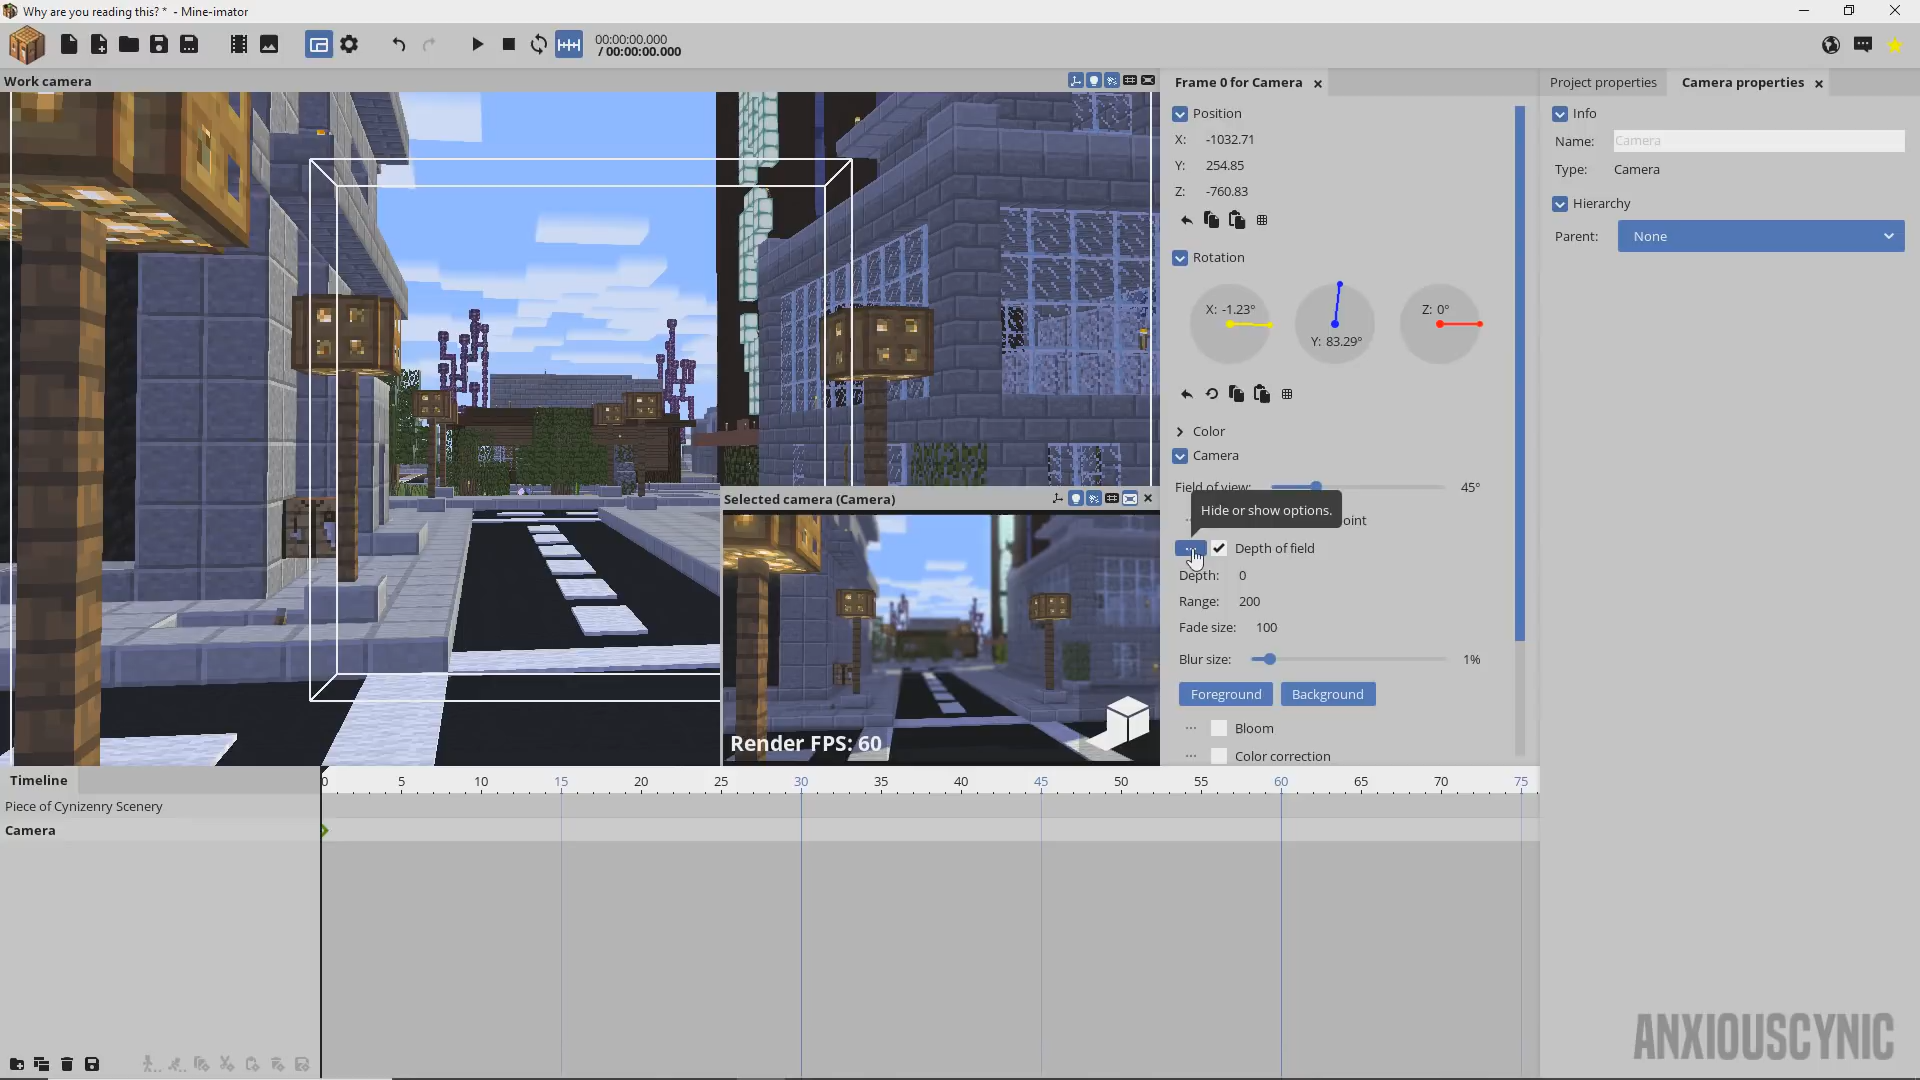 Why are you reading this? * - Mine-imator
00:00:00.000
/ 00:00:00.000
Work camera
Frame 0 for Camera
Position
X: -1032.71
Y: 254.85
Z: -760.83
Rotation
X: -1.23°
Y: 83.29°
Z: 0°
Color
Camera
Field of view: 45°
Hide or show options.
Depth of field
Depth: 0
Range: 200
Fade size: 100
Blur size: 1%
Foreground Background
Bloom
Color correction
Project properties Camera properties
Info
Name: Camera
Type: Camera
Hierarchy
Parent: None
Selected camera (Camera)
Render FPS: 60
Timeline
0 5 10 15 20 25 30 35 40 45 50 55 60 65 70 75
Piece of Cynizenry Scenery
Camera
ANXIOUSCYNIC